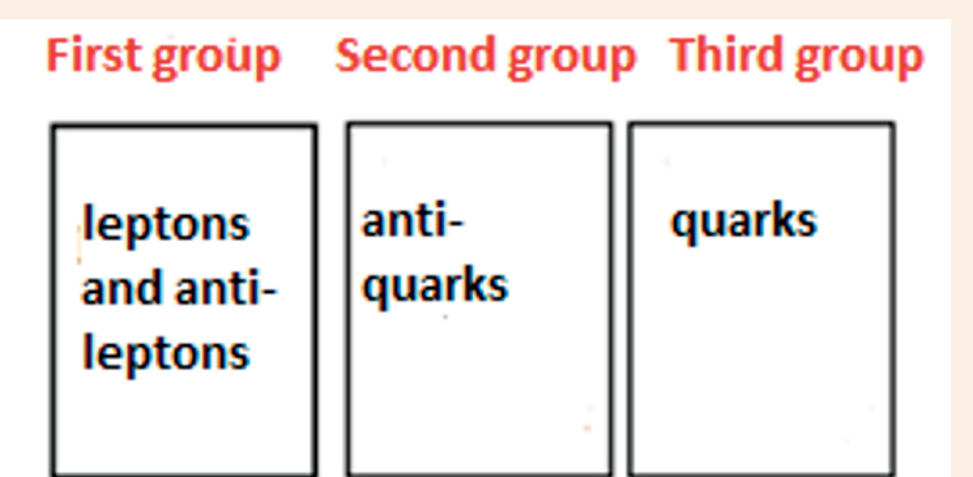 First group
Second group
Third group
leptons
and anti-
leptons
anti-
quarks
quarks